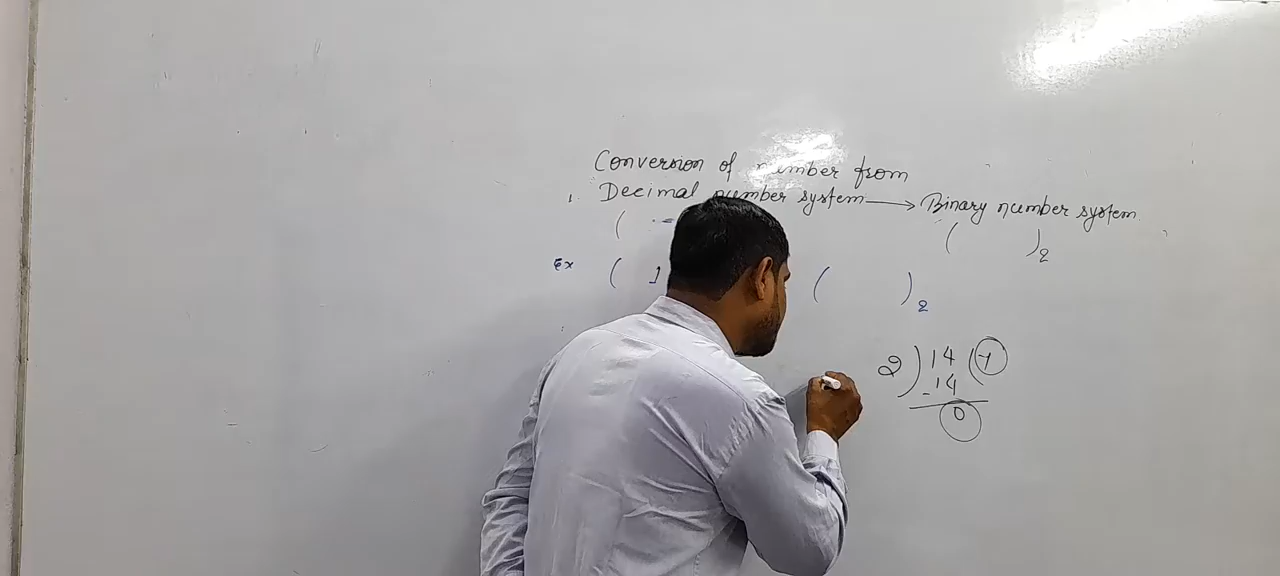 Conversion of number from
1. Decimal number system → Binary number system
( ( )2
Ex ( 1 ( )2
2 ) 14 ( 7
- 14
0